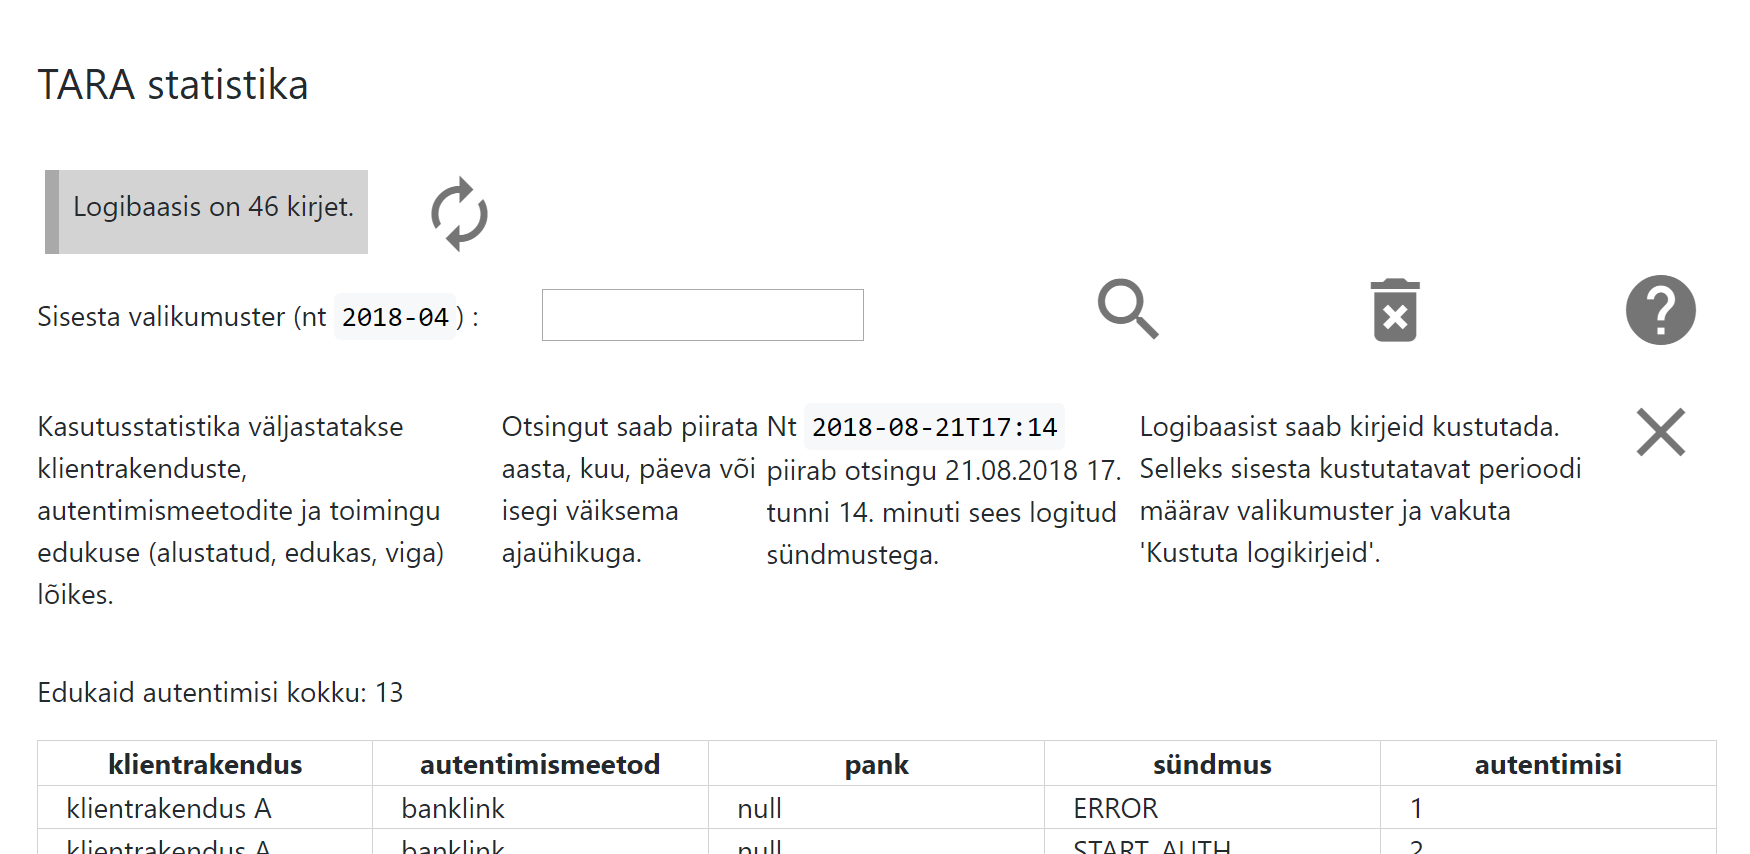 TARA statistika
Logibaasis on 46 kirjet.
Sisesta valikumuster (nt 2018-04) :
Kasutusstatistika väljastatakse
klientrakenduste,
autentimismeetodite ja toimingu
edukuse (alustatud, edukas, viga)
lõikes.
Otsingut saab piirata
aasta, kuu, päeva või
isegi väiksema
ajaühikuga.
Nt 2018-08-21T17:14
piirab otsingu 21.08.2018 17.
tunni 14. minuti sees logitud
sündmustega.
Logibaasist saab kirjeid kustutada.
Selleks sisesta kustutatavat perioodi
määrav valikumuster ja vakuta
'Kustuta logikirjeid'.
Edukaid autentimisi kokku: 13
klientrakendus autentimismeetod pank sündmus autentimisi
klientrakendus A banklink null ERROR 1
klientrakendus A banklink null START_AUTH 2